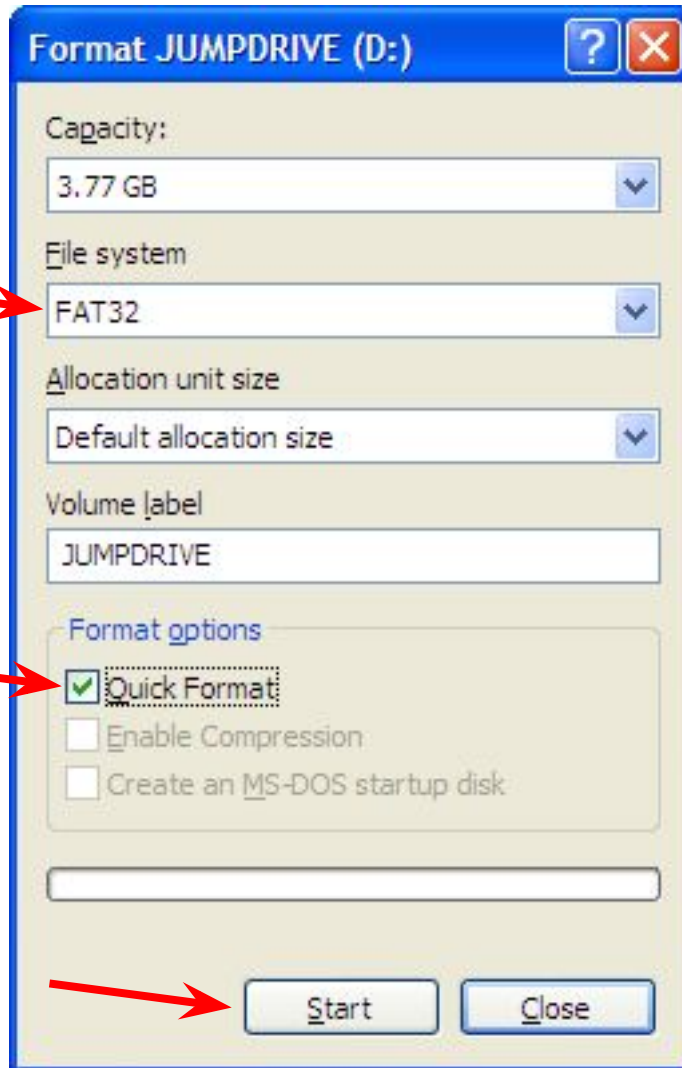 Format JUMPDRIVE (D:)
?
Capacity:
3.77 GB
File system
FAT32
Allocation unit size
Default allocation size
Volume label
JUMPDRIVE
Format options
Quick Format
Enable Compression
Create an MS-DOS startup disk
Start Close